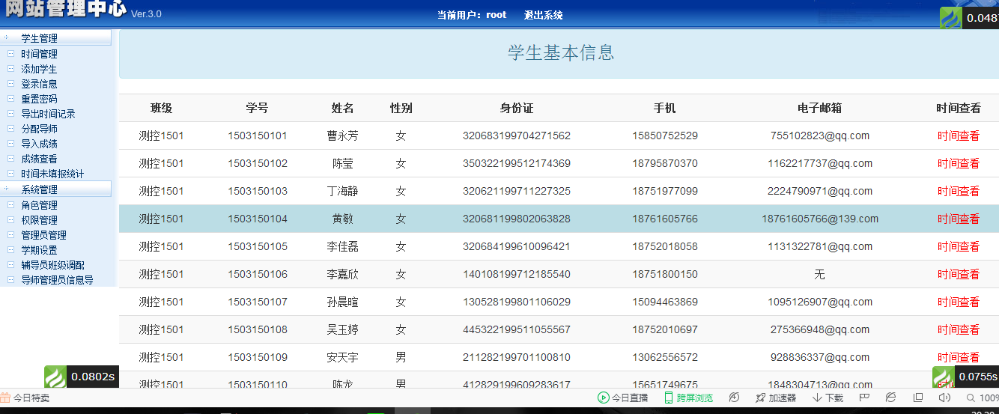 网站管理中心 Ver.3.0
当前用户：root 退出系统
0.0487
学生管理
时间管理
添加学生
登录信息
重置密码
导出时间记录
分配导师
导入成绩
成绩查看
时间未填报统计
系统管理
角色管理
权限管理
管理员管理
学期设置
辅导员班级调配
导师管理员信息导
学生基本信息
班级 学号 姓名 性别 身份证 手机 电子邮箱 时间查看
测控1501 1503150101 曹永芳 女 320683199704271562 15850752529 755102823@qq.com 时间查看
测控1501 1503150102 陈莹 女 350322199512174369 18795870370 1162217737@qq.com 时间查看
测控1501 1503150103 丁海静 女 320621199711227325 18751977099 2224790971@qq.com 时间查看
测控1501 1503150104 黄敏 女 320681199802063828 18761605766 18761605766@139.com 时间查看
测控1501 1503150105 李佳磊 女 320684199610096421 18752018058 1131322781@qq.com 时间查看
测控1501 1503150106 李嘉欣 女 140108199712185540 18751800150 无 时间查看
测控1501 1503150107 孙晨暄 女 130528199801106029 15094463869 1095126907@qq.com 时间查看
测控1501 1503150108 吴玉婷 女 445322199511055567 18752010697 275366948@qq.com 时间查看
测控1501 1503150109 安天宇 男 211282199701100810 13062556572 928836337@qq.com 时间查看
测控1501 1503150110 陈龙 男 412829199609283617 15651749675 1848304713@qq.com
0.0802s
0.0755s
今日特卖 今日直播 跨屏浏览 加速器 下载 100%